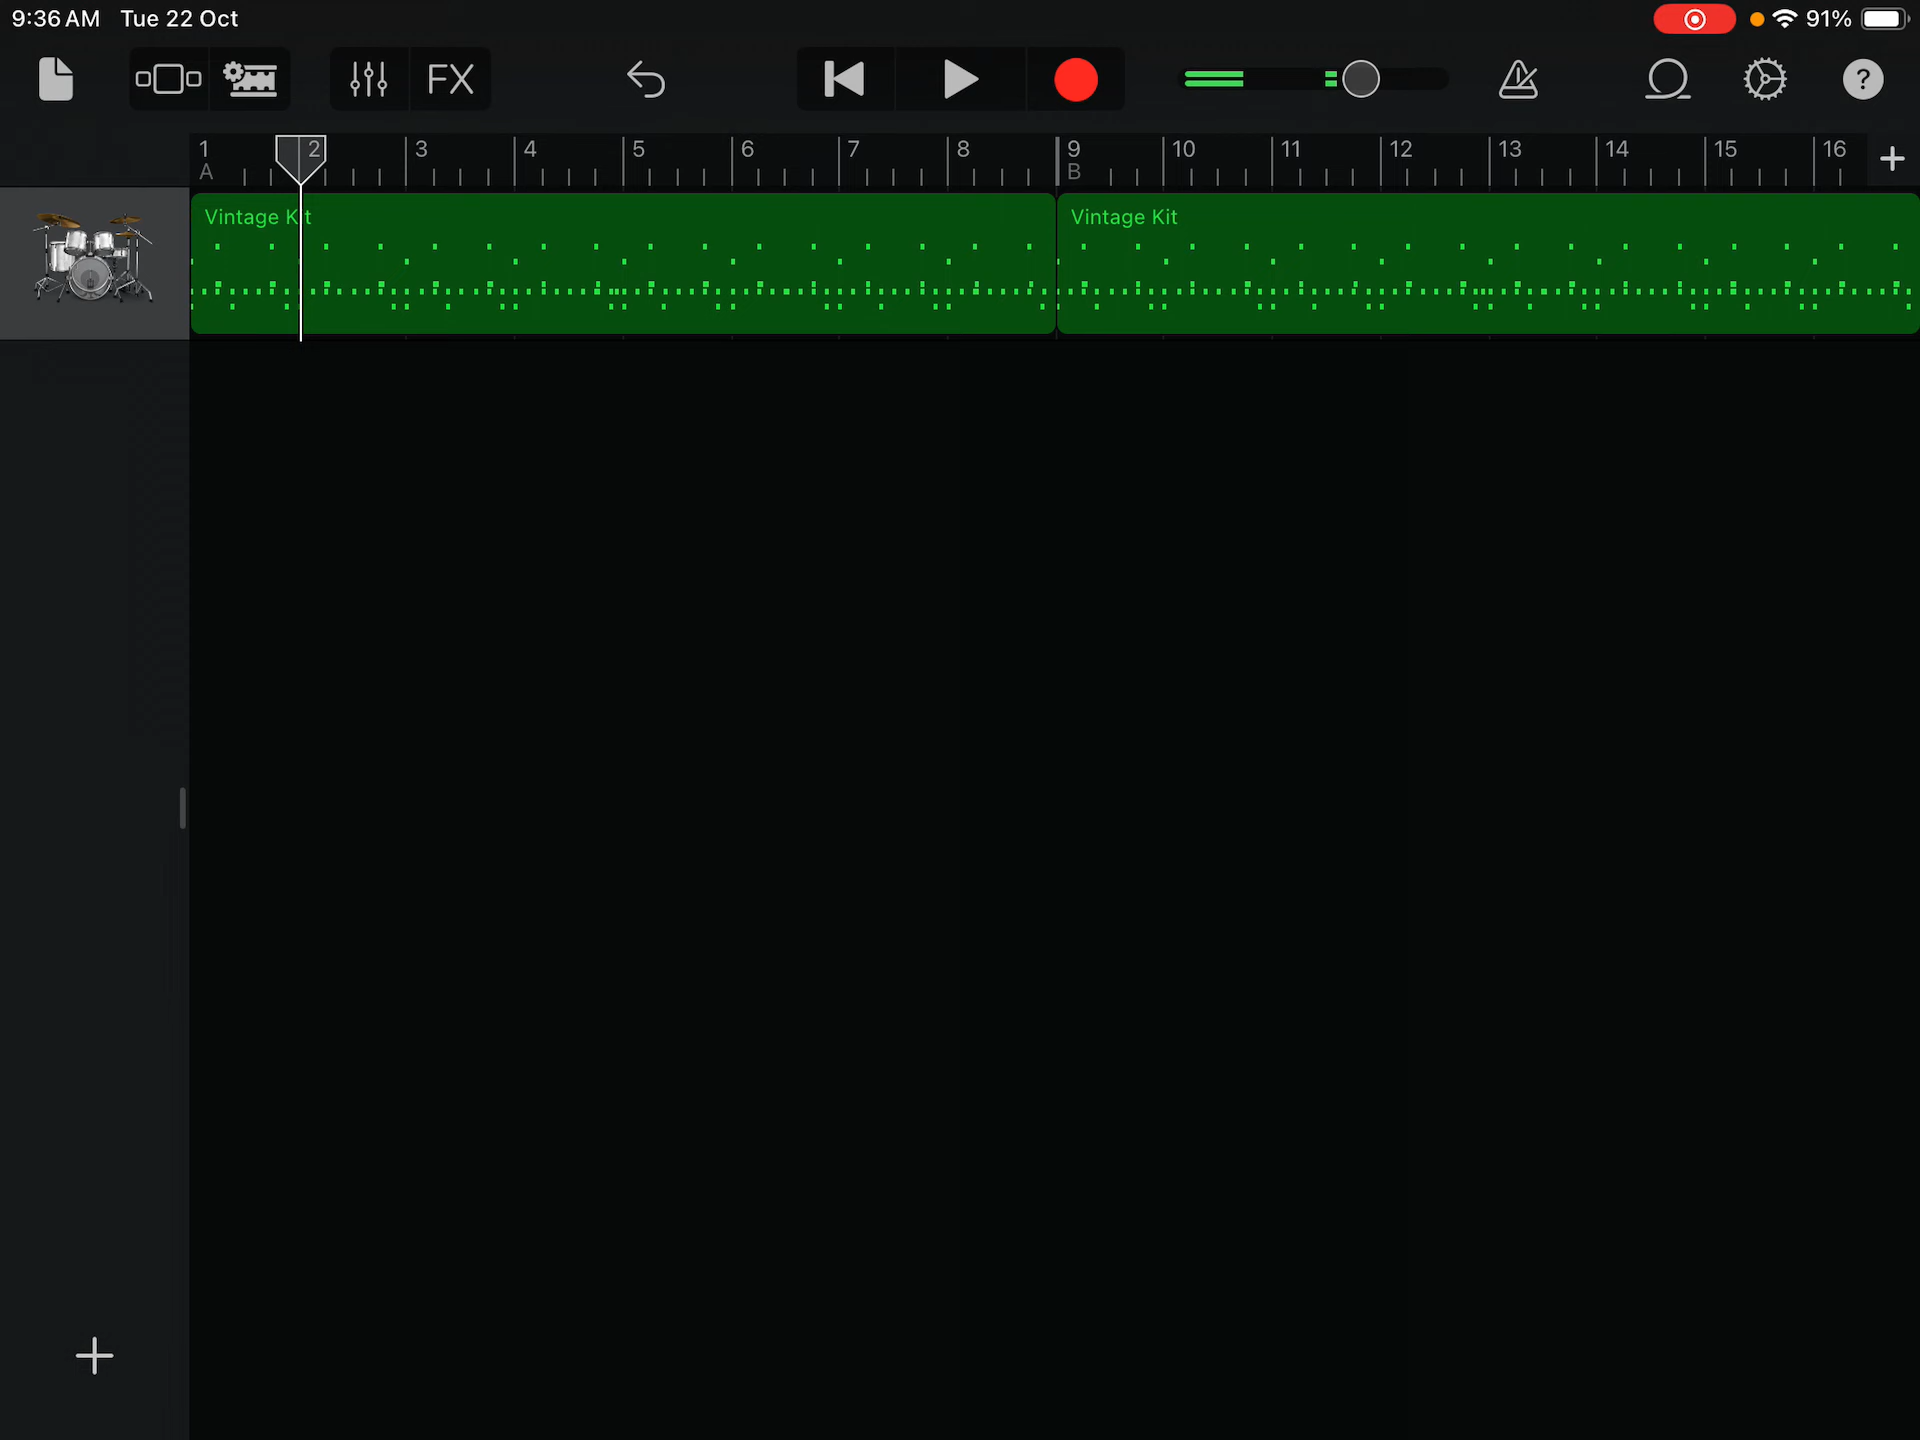 9:36 AM Tue 22 Oct 91%
FX ?
1 2 3 4 5 6 7 8 9 10 11 12 13 14 15 16 +
A B
Vintage Kit Vintage Kit
+